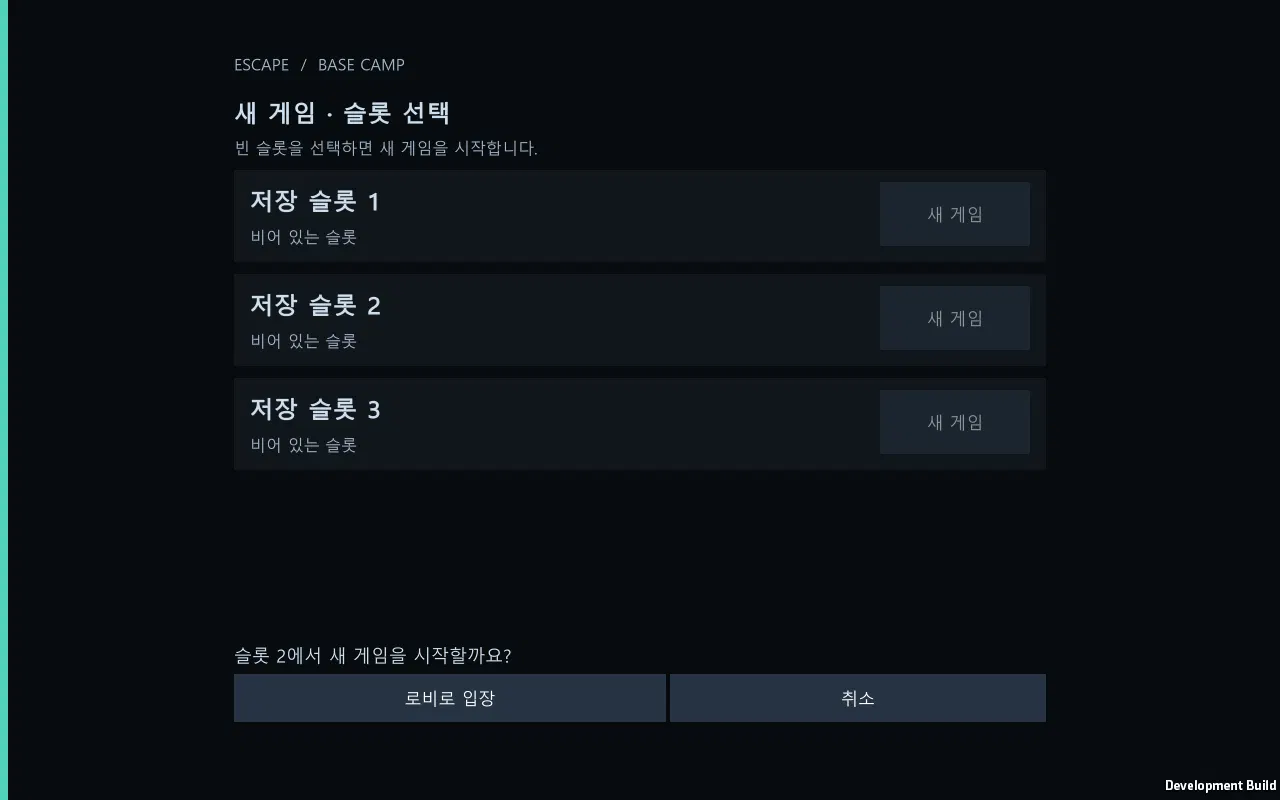 ESCAPE / BASE CAMP
새 게임 · 슬롯 선택
빈 슬롯을 선택하면 새 게임을 시작합니다.
저장 슬롯 1
비어 있는 슬롯
새 게임
저장 슬롯 2
비어 있는 슬롯
새 게임
저장 슬롯 3
비어 있는 슬롯
새 게임
슬롯 2에서 새 게임을 시작할까요?
로비로 입장
취소
Development Build